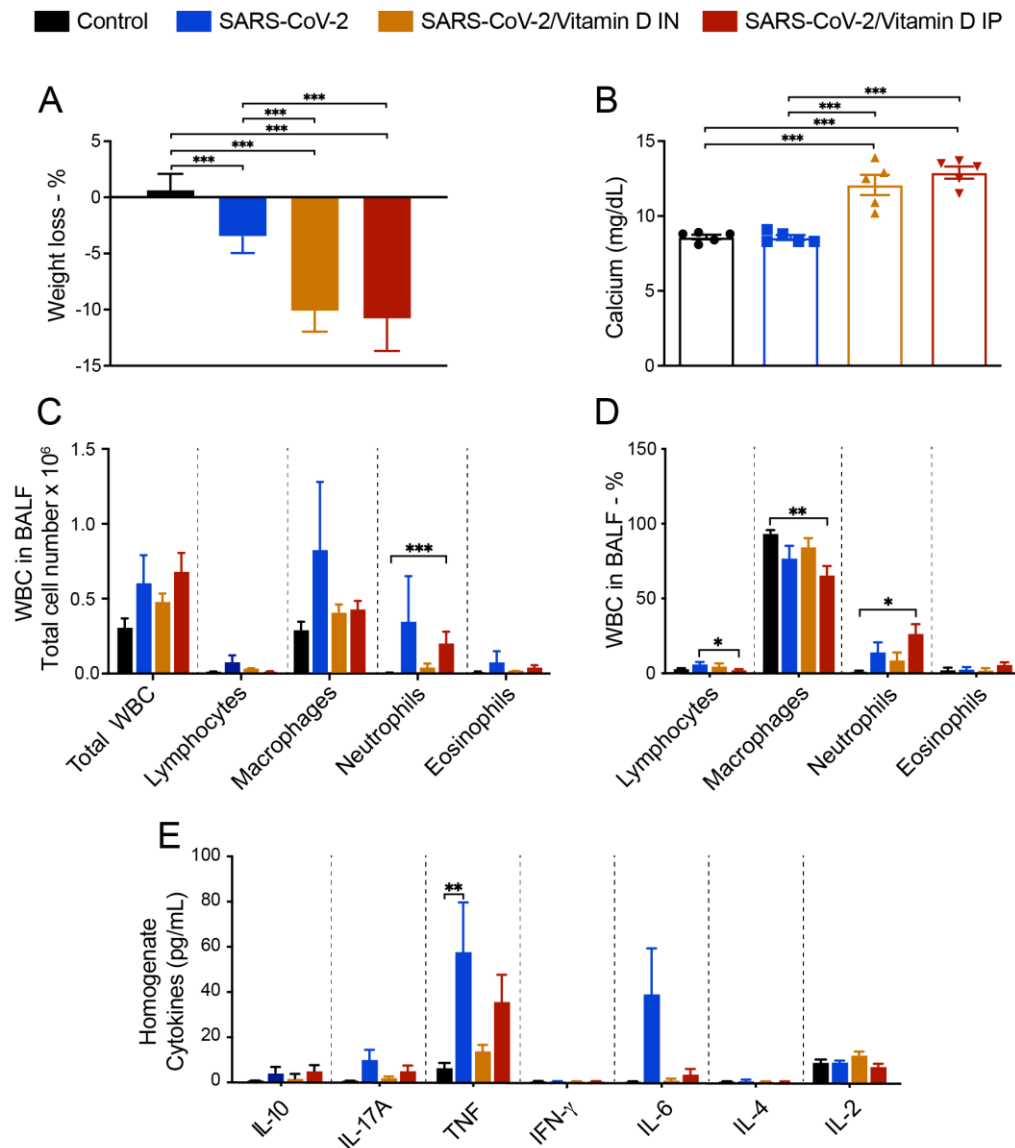 Control SARS-CoV-2 SARS-CoV-2/Vitamin D IN SARS-CoV-2/Vitamin D IP
A
***
***
***
***
***
Weight loss - %
5
0
-5
-10
-15
B
***
***
***
***
Calcium (mg/dL)
15
10
5
0
C
WBC in BALF
Total cell number x 10⁶
1.5
1.0
0.5
0.0
***
Total WBC
Lymphocytes
Macrophages
Neutrophils
Eosinophils
D
WBC in BALF - %
150
100
50
0
*
**
*
Lymphocytes
Macrophages
Neutrophils
Eosinophils
E
Homogenate
Cytokines (pg/mL)
100
80
60
40
20
0
**
IL-10
IL-17A
TNF
IFN-γ
IL-6
IL-4
IL-2